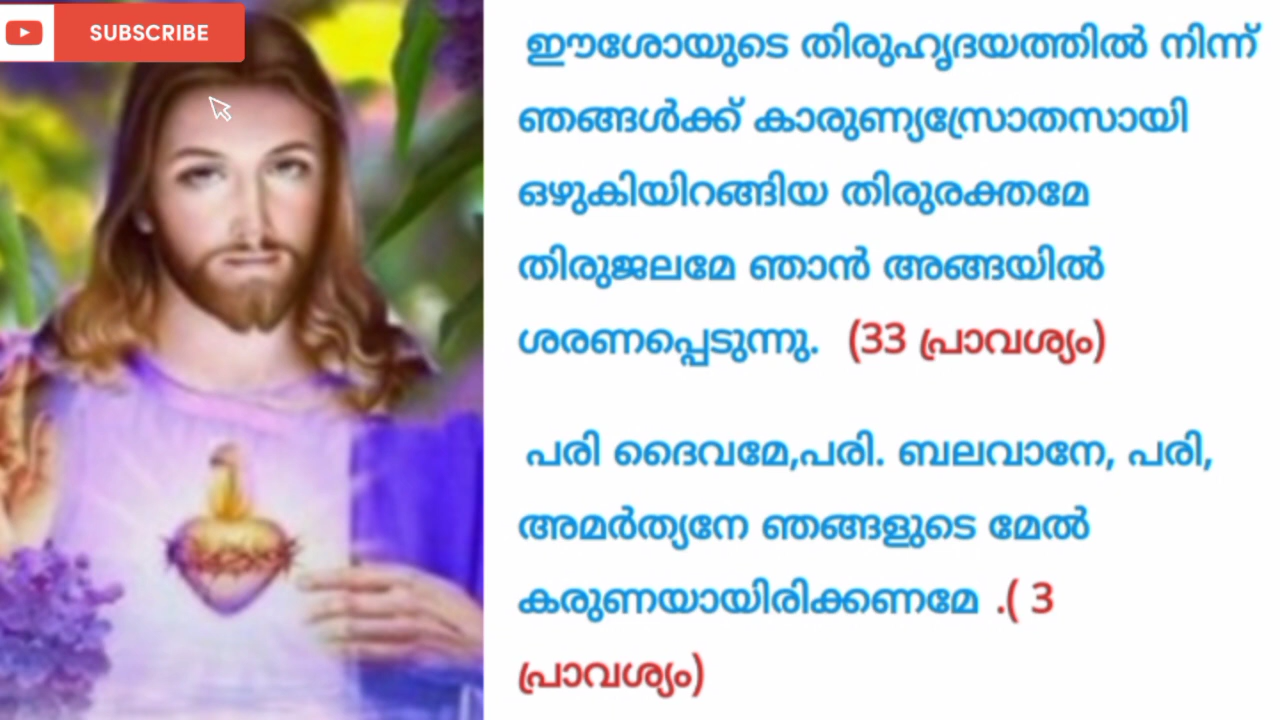 SUBSCRIBE
ഈശോയുടെ തിരുഹൃദയത്തിൽ നിന്ന്
ഞങ്ങൾക്ക് കാരുണ്യസ്രോതസായി
ഒഴുകിയിറങ്ങിയ തിരുരക്തമേ
തിരുജലമേ ഞാൻ അങ്ങയിൽ
ശരണപ്പെടുന്നു. (33 പ്രാവശ്യം)
പരി ദൈവമേ,പരി. ബലവാനേ, പരി,
അമർത്യനേ ഞങ്ങളുടെ മേൽ
കരുണയായിരിക്കണമേ .( 3
പ്രാവശ്യം)